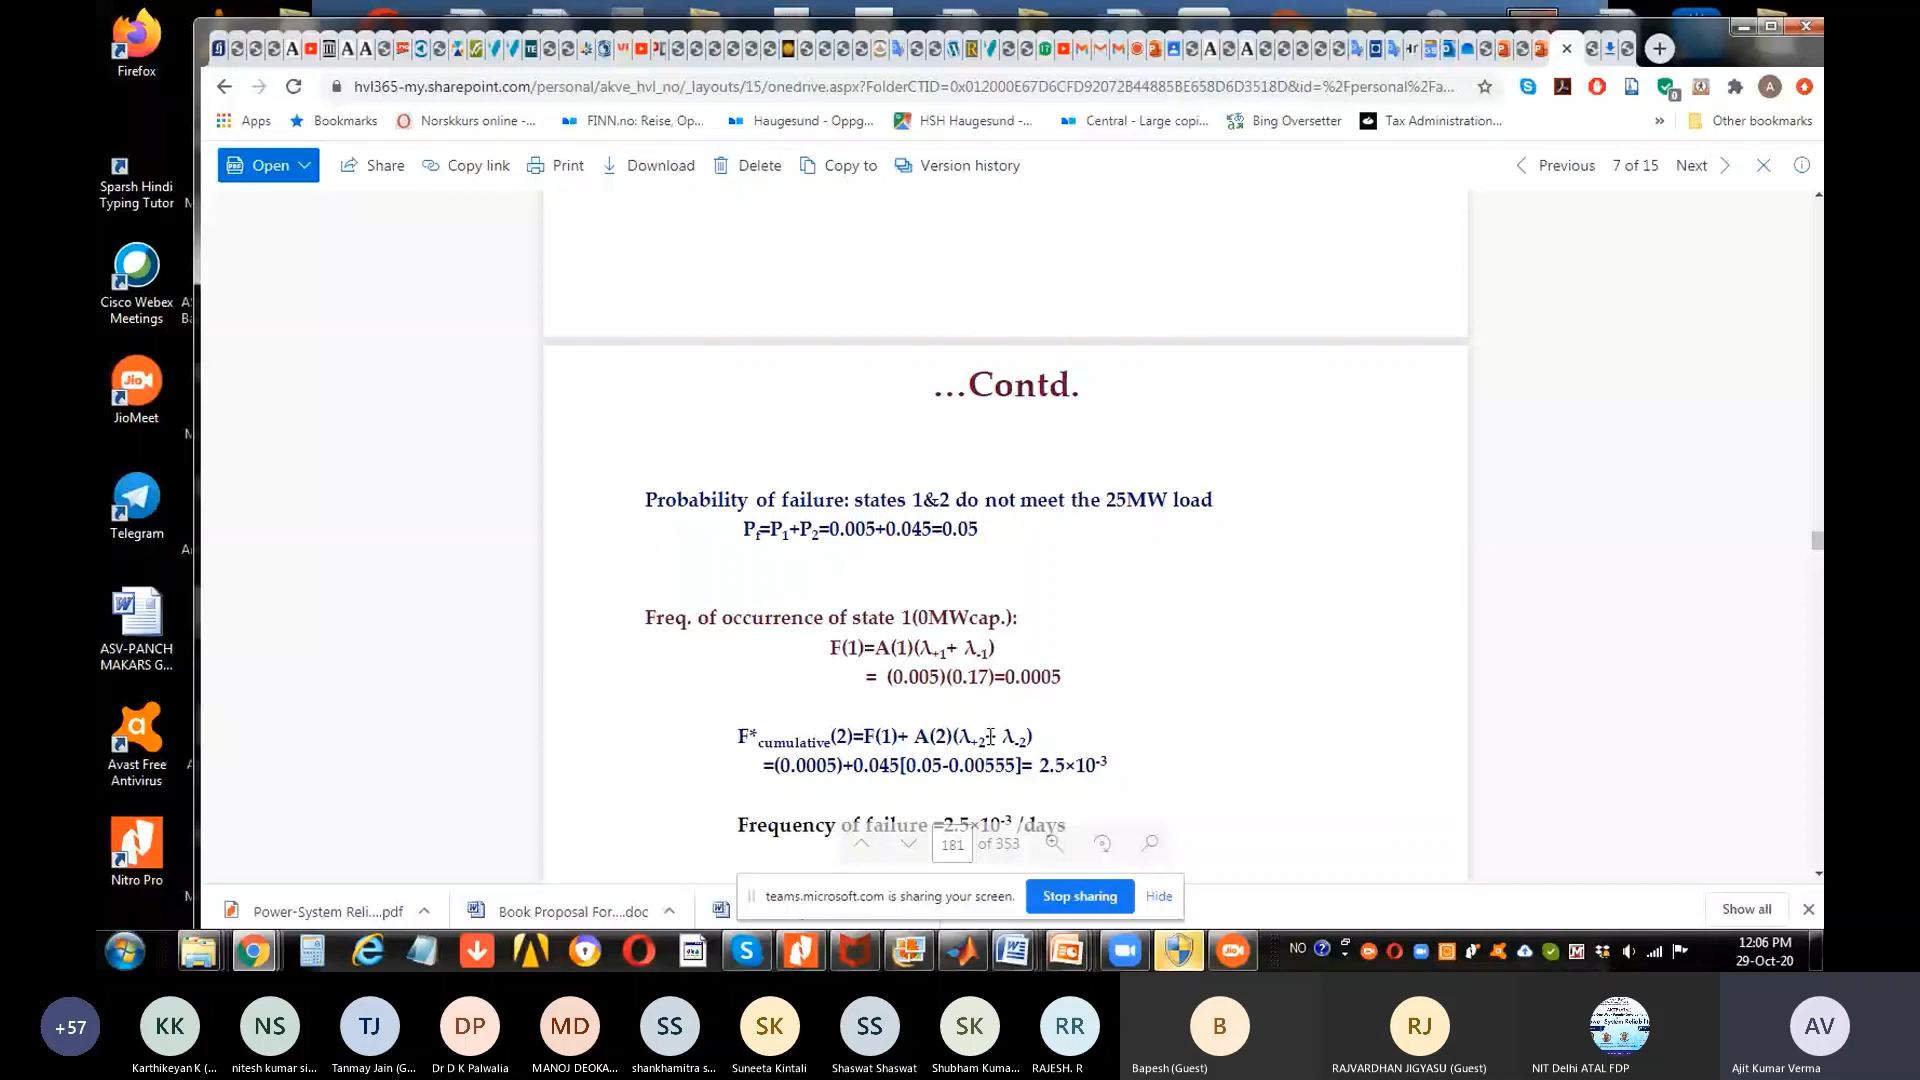 Firefox
hvl365-my.sharepoint.com/personal/akve_hvl_no/_layouts/15/onedrive.aspx?FolderCTID=0x012000E67D6CFD92072B44885BE658D6D3518D&id=%2Fpersonal%2Fa...
Apps Bookmarks Norskkurs online -... FINN.no: Reise, Op... Haugesund - Oppg... HSH Haugesund -... Central - Large copi... Bing Oversetter Tax Administration... » Other bookmarks
Open Share Copy link Print Download Delete Copy to Version history Previous 7 of 15 Next
Sparsh Hindi
Typing Tutor
Cisco Webex
Meetings
JioMeet
Telegram
ASV-PANCH
MAKARS G...
Avast Free
Antivirus
Nitro Pro
...Contd.
Probability of failure: states 1&2 do not meet the 25MW load
Pf=P1+P2=0.005+0.045=0.05
Freq. of occurrence of state 1(0MWcap.):
F(1)=A(1)(λ+1+ λ-1)
= (0.005)(0.17)=0.0005
F*cumulative(2)=F(1)+ A(2)(λ+2- λ-2)
=(0.0005)+0.045[0.05-0.00555]= 2.5×10-3
Frequency of failure =2.5×10-3 /days
181 of 353
teams.microsoft.com is sharing your screen. Stop sharing Hide
Power-System Reli....pdf Book Proposal For....doc Show all
NO 12:06 PM
29-Oct-20
+57 KK NS TJ DP MD SS SK SS SK RR B RJ AV
Karthikeyan K (... nitesh kumar si... Tanmay Jain (G... Dr D K Palwalia MANOJ DEOKA... shankhamitra s... Suneeta Kintali Shaswat Shaswat Shubham Kuma... RAJESH. R Bapesh (Guest) RAJVARDHAN JIGYASU (Guest) NIT Delhi ATAL FDP Ajit Kumar Verma